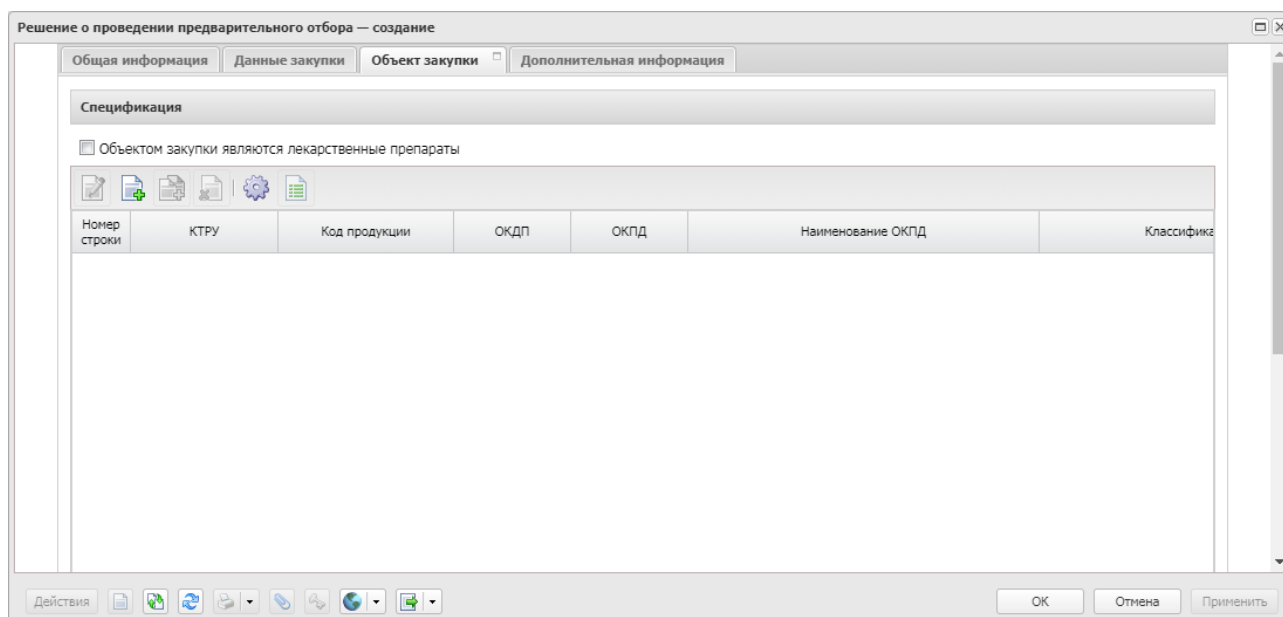 Решение о проведении предварительного отбора — создание
Общая информация Данные закупки Объект закупки Дополнительная информация
Спецификация
Объектом закупки являются лекарственные препараты
Номер строки КТРУ Код продукции ОКДП ОКПД Наименование ОКПД Классифика
Действия ОК Отмена Применить